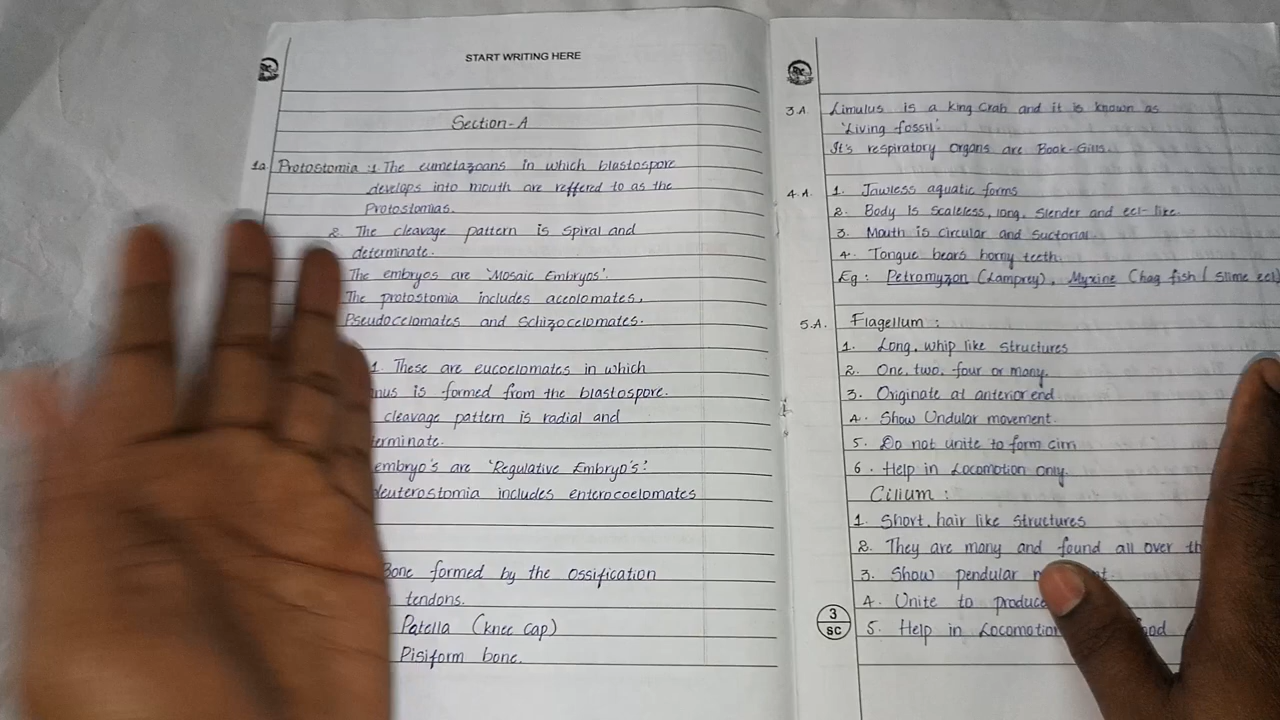 START WRITING HERE
Section-A
1a Protostomia : 1 The eumetazoans in which blastospore
develops into mouth are reffered to as the
Protostomias.
2. The cleavage pattern is spiral and
determinate.
The embryos are 'Mosaic Embryos'.
The protostomia includes acelomates,
Pseudocelomates and Schizocelomates.
1. These are eucoelomates in which
nus is formed from the blastospore.
cleavage pattern is radial and
terminate.
embryo's are 'Regulative Embryo's'.
deuterostomia includes enterocoelomates
Bone formed by the ossification
tendons.
Patella (knee cap)
Pisiform bone.
3.A. Limulus is a king Crab and it is known as
'Living fossil'.
It's respiratory organs are Book-Gills.
4.A. 1. Jawless aquatic forms
2. Body is Scaleless, long, Slender and eel-like.
3. Mouth is circular and suctorial.
4. Tongue bears horny teeth.
Eg : Petromyzon (Lamprey), Myxine (hag fish / Slime eel)
5.A. Flagellum :
1. Long, whip like structures
2. One, two, four or many.
3. Originate at anterior end
4. Show Undular movement.
5. Do not unite to form cirri
6. Help in Locomotion only.
Cilium :
1. Short, hair like structures
2. They are many and found all over th
3. Show pendular m t.
4. Unite to produce
5. Help in Locomotion ood
3
SC